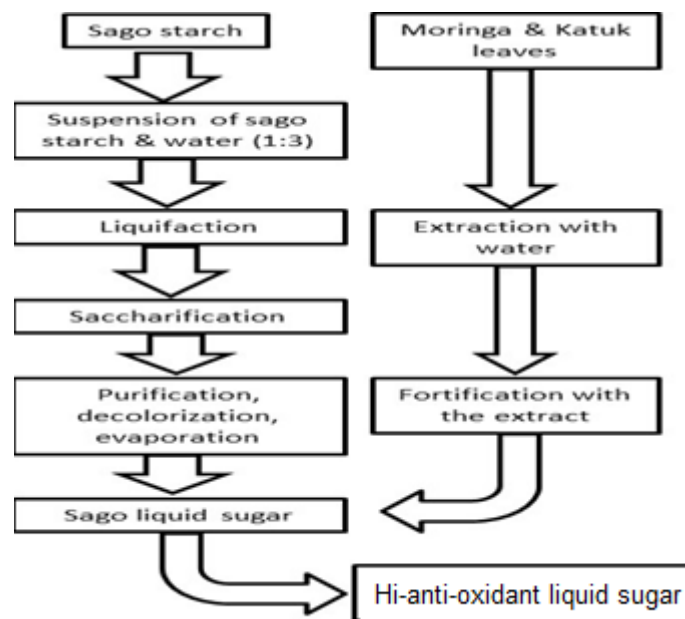 Sago starch
Suspension of sago
starch & water (1:3)
Liquifaction
Saccharification
Purification,
decolorization,
evaporation
Sago liquid sugar
Moringa & Katuk
leaves
Extraction with
water
Fortification with
the extract
Hi-anti-oxidant liquid sugar